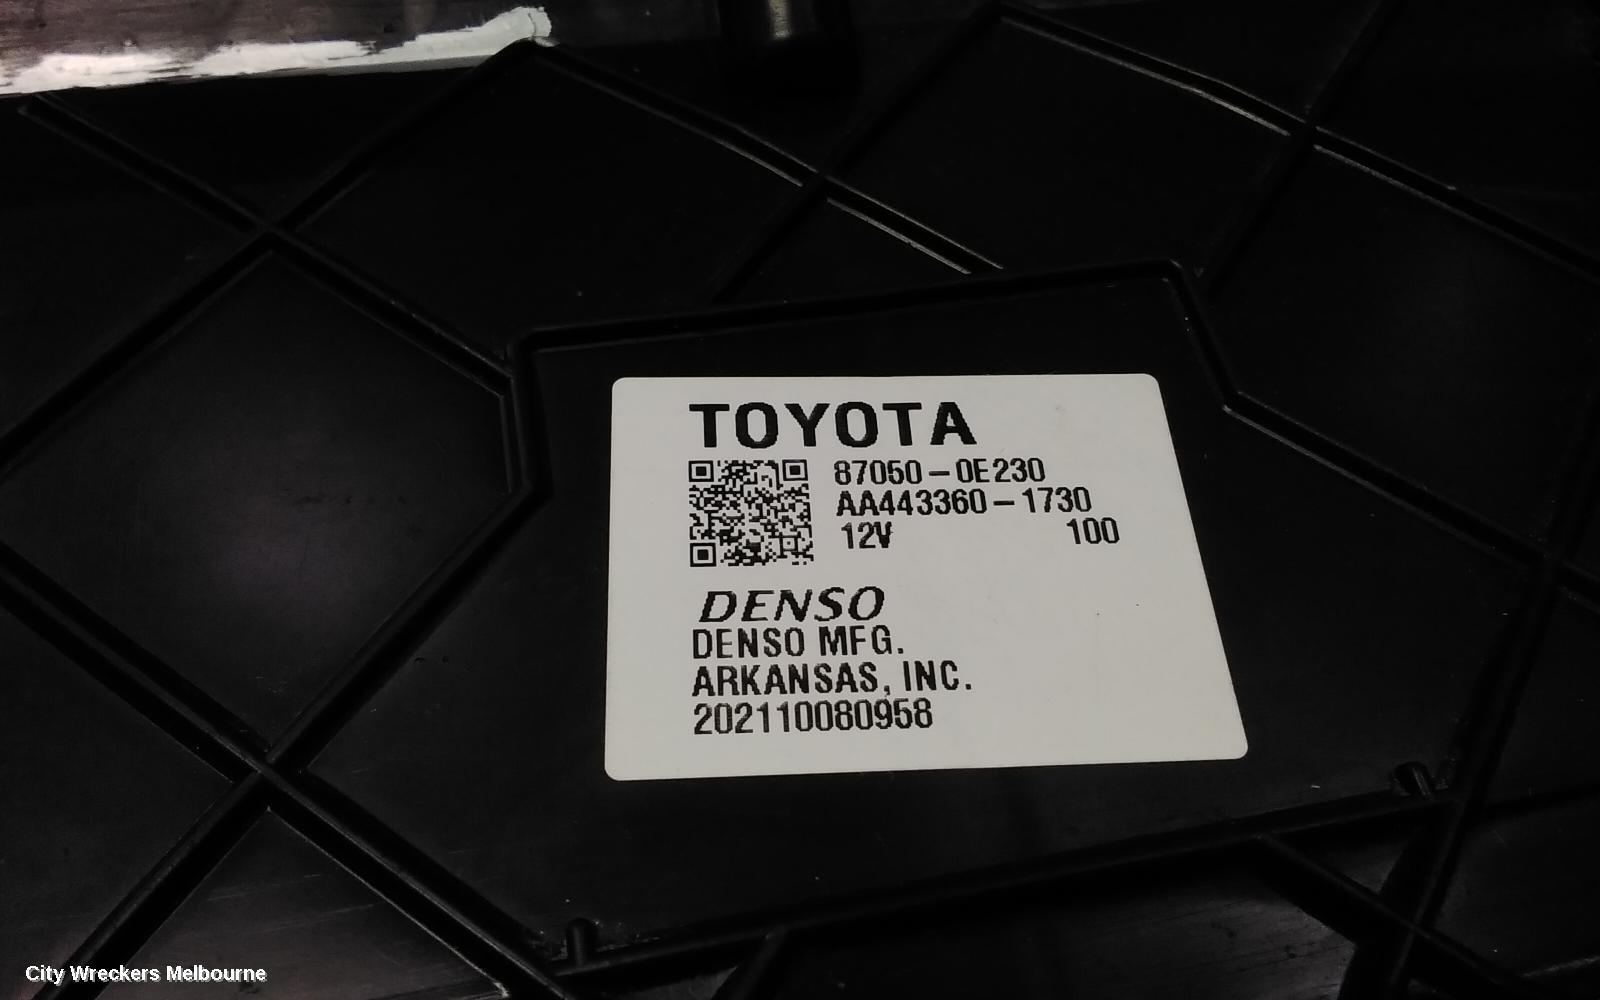 TOYOTA
87050-0E230
AA443360-1730
12V 100
DENSO
DENSO MFG.
ARKANSAS, INC.
202110080958
City Wreckers Melbourne